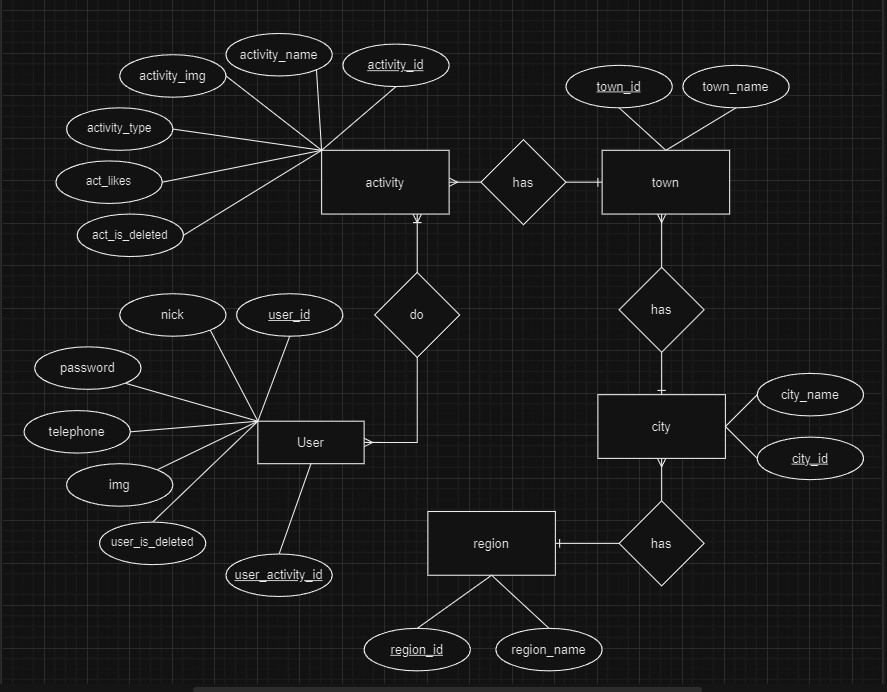 activity_name
activity_id
activity_img
town_id
town_name
activity_type
act_likes
activity
has
town
act_is_deleted
nick
user_id
do
has
password
city_name
telephone
User
city
city_id
img
user_is_deleted
region
has
user_activity_id
region_id
region_name